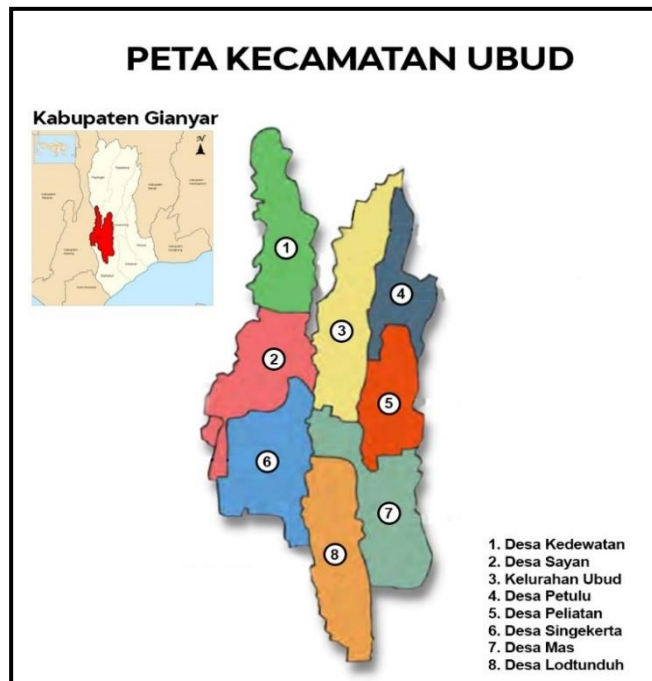 PETA KECAMATAN UBUD
Kabupaten Gianyar
N
1
2
3
4
5
6
7
8
1. Desa Kedewatan
2. Desa Sayan
3. Kelurahan Ubud
4. Desa Petulu
5. Desa Peliatan
6. Desa Singekerta
7. Desa Mas
8. Desa Lodtunduh